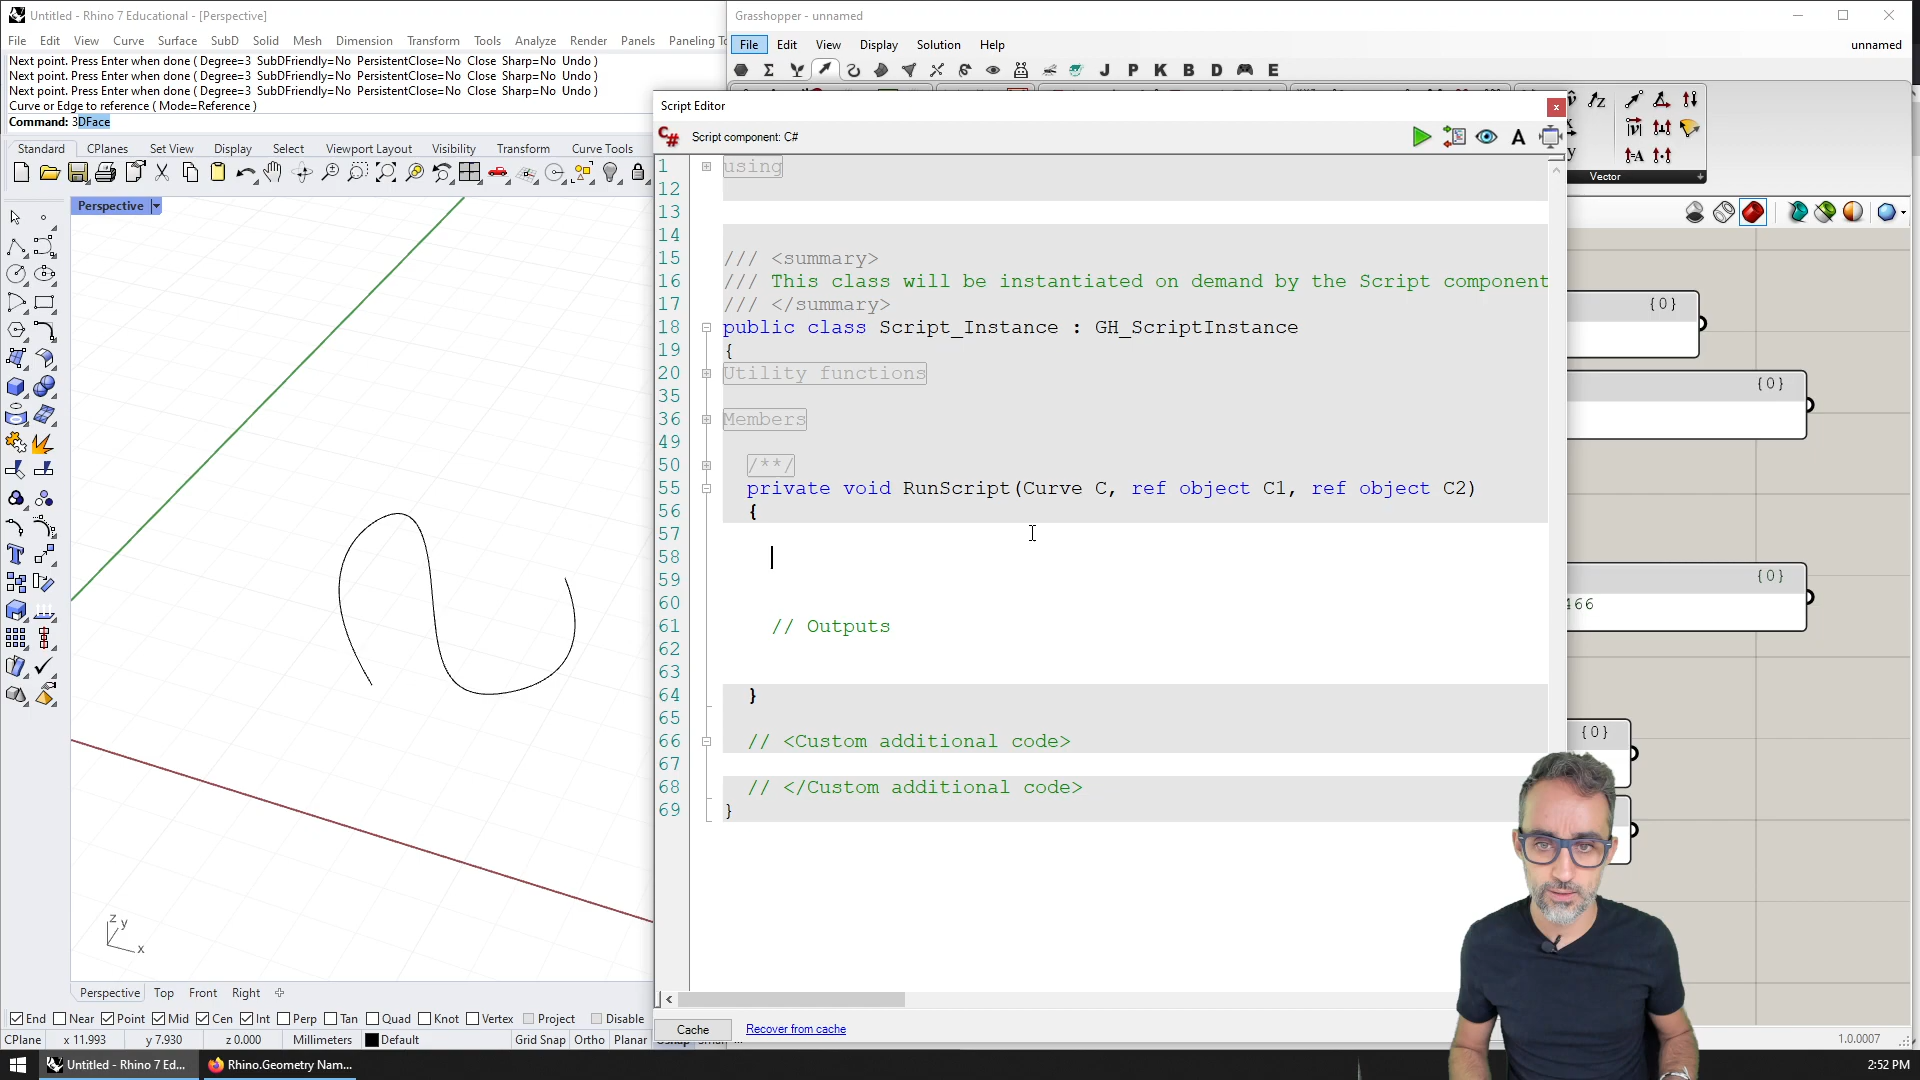 Untitled - Rhino 7 Educational - [Perspective]
File Edit View Curve Surface SubD Solid Mesh Dimension Transform Tools Analyze Render Panels Paneling
Next point. Press Enter when done ( Degree=3 SubDFriendly=No PersistentClose=No Close Sharp=No Undo )
Next point. Press Enter when done ( Degree=3 SubDFriendly=No PersistentClose=No Close Sharp=No Undo )
Next point. Press Enter when done ( Degree=3 SubDFriendly=No PersistentClose=No Close Sharp=No Undo )
Curve or Edge to reference ( Mode=Reference )
Command: 3DFace
Standard CPlanes Set View Display Select Viewport Layout Visibility Transform Curve Tools
Perspective
z y
x
Perspective Top Front Right
End Near Point Mid Cen Int Perp Tan Quad Knot Vertex Project Disable
CPlane x 11.993 y 7.930 z 0.000 Millimeters Default Grid Snap Ortho Planar
Grasshopper - unnamed
File Edit View Display Solution Help unnamed
J P K B D E
Vector
Script Editor
C# Script component: C#
A
1 using
12
13
14
15 /// <summary>
16 /// This class will be instantiated on demand by the Script component
17 /// </summary>
18 public class Script_Instance : GH_ScriptInstance
19 {
20 Utility functions
35
36 Members
49
50 /**/
55 private void RunScript(Curve C, ref object C1, ref object C2)
56 {
57
58
59
60
61 // Outputs
62
63
64 }
65
66 // <Custom additional code>
67
68 // </Custom additional code>
69 }
Cache Recover from cache
{0}
{0}
{0}
466
{0}
1.0.0007
Untitled - Rhino 7 Ed...
Rhino.Geometry Nam...
2:52 PM